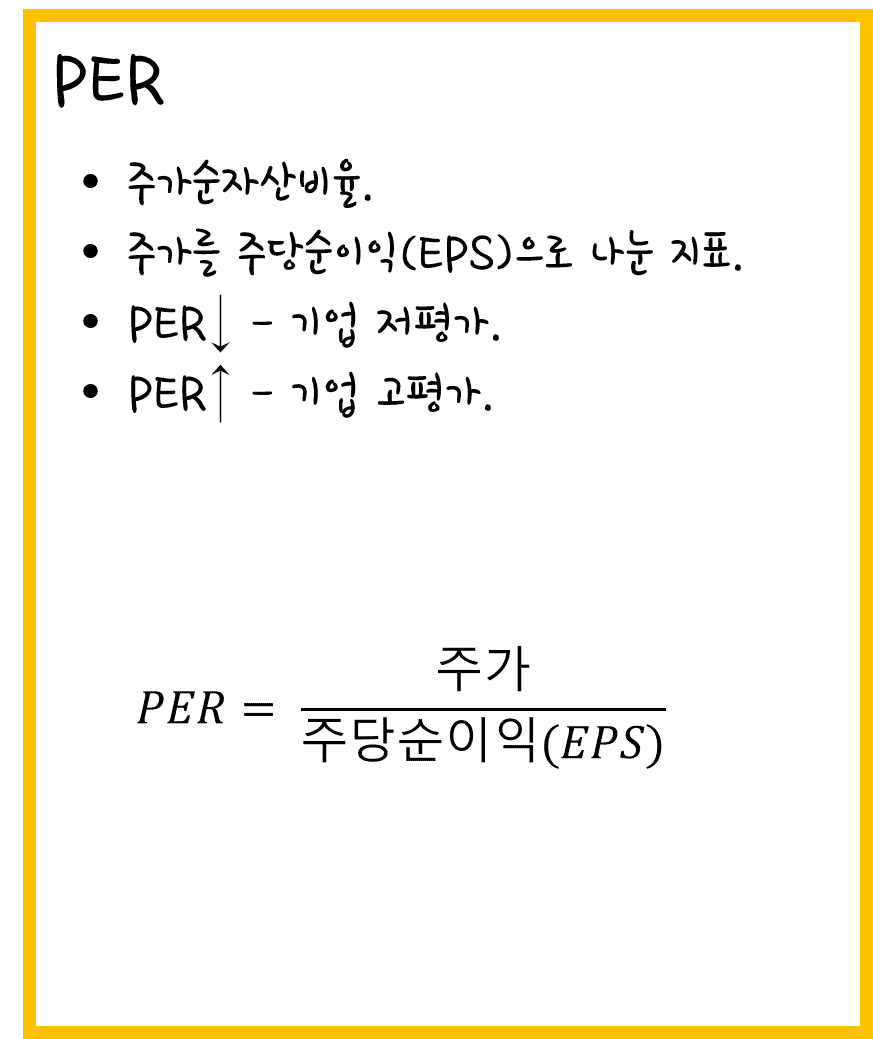 PER
• 주가순자산비율.
• 주가를 주당순이익(EPS)으로 나눈 지표.
• PER↓ - 기업 저평가.
• PER↑ - 기업 고평가.
PER = 주가
주당순이익(EPS)